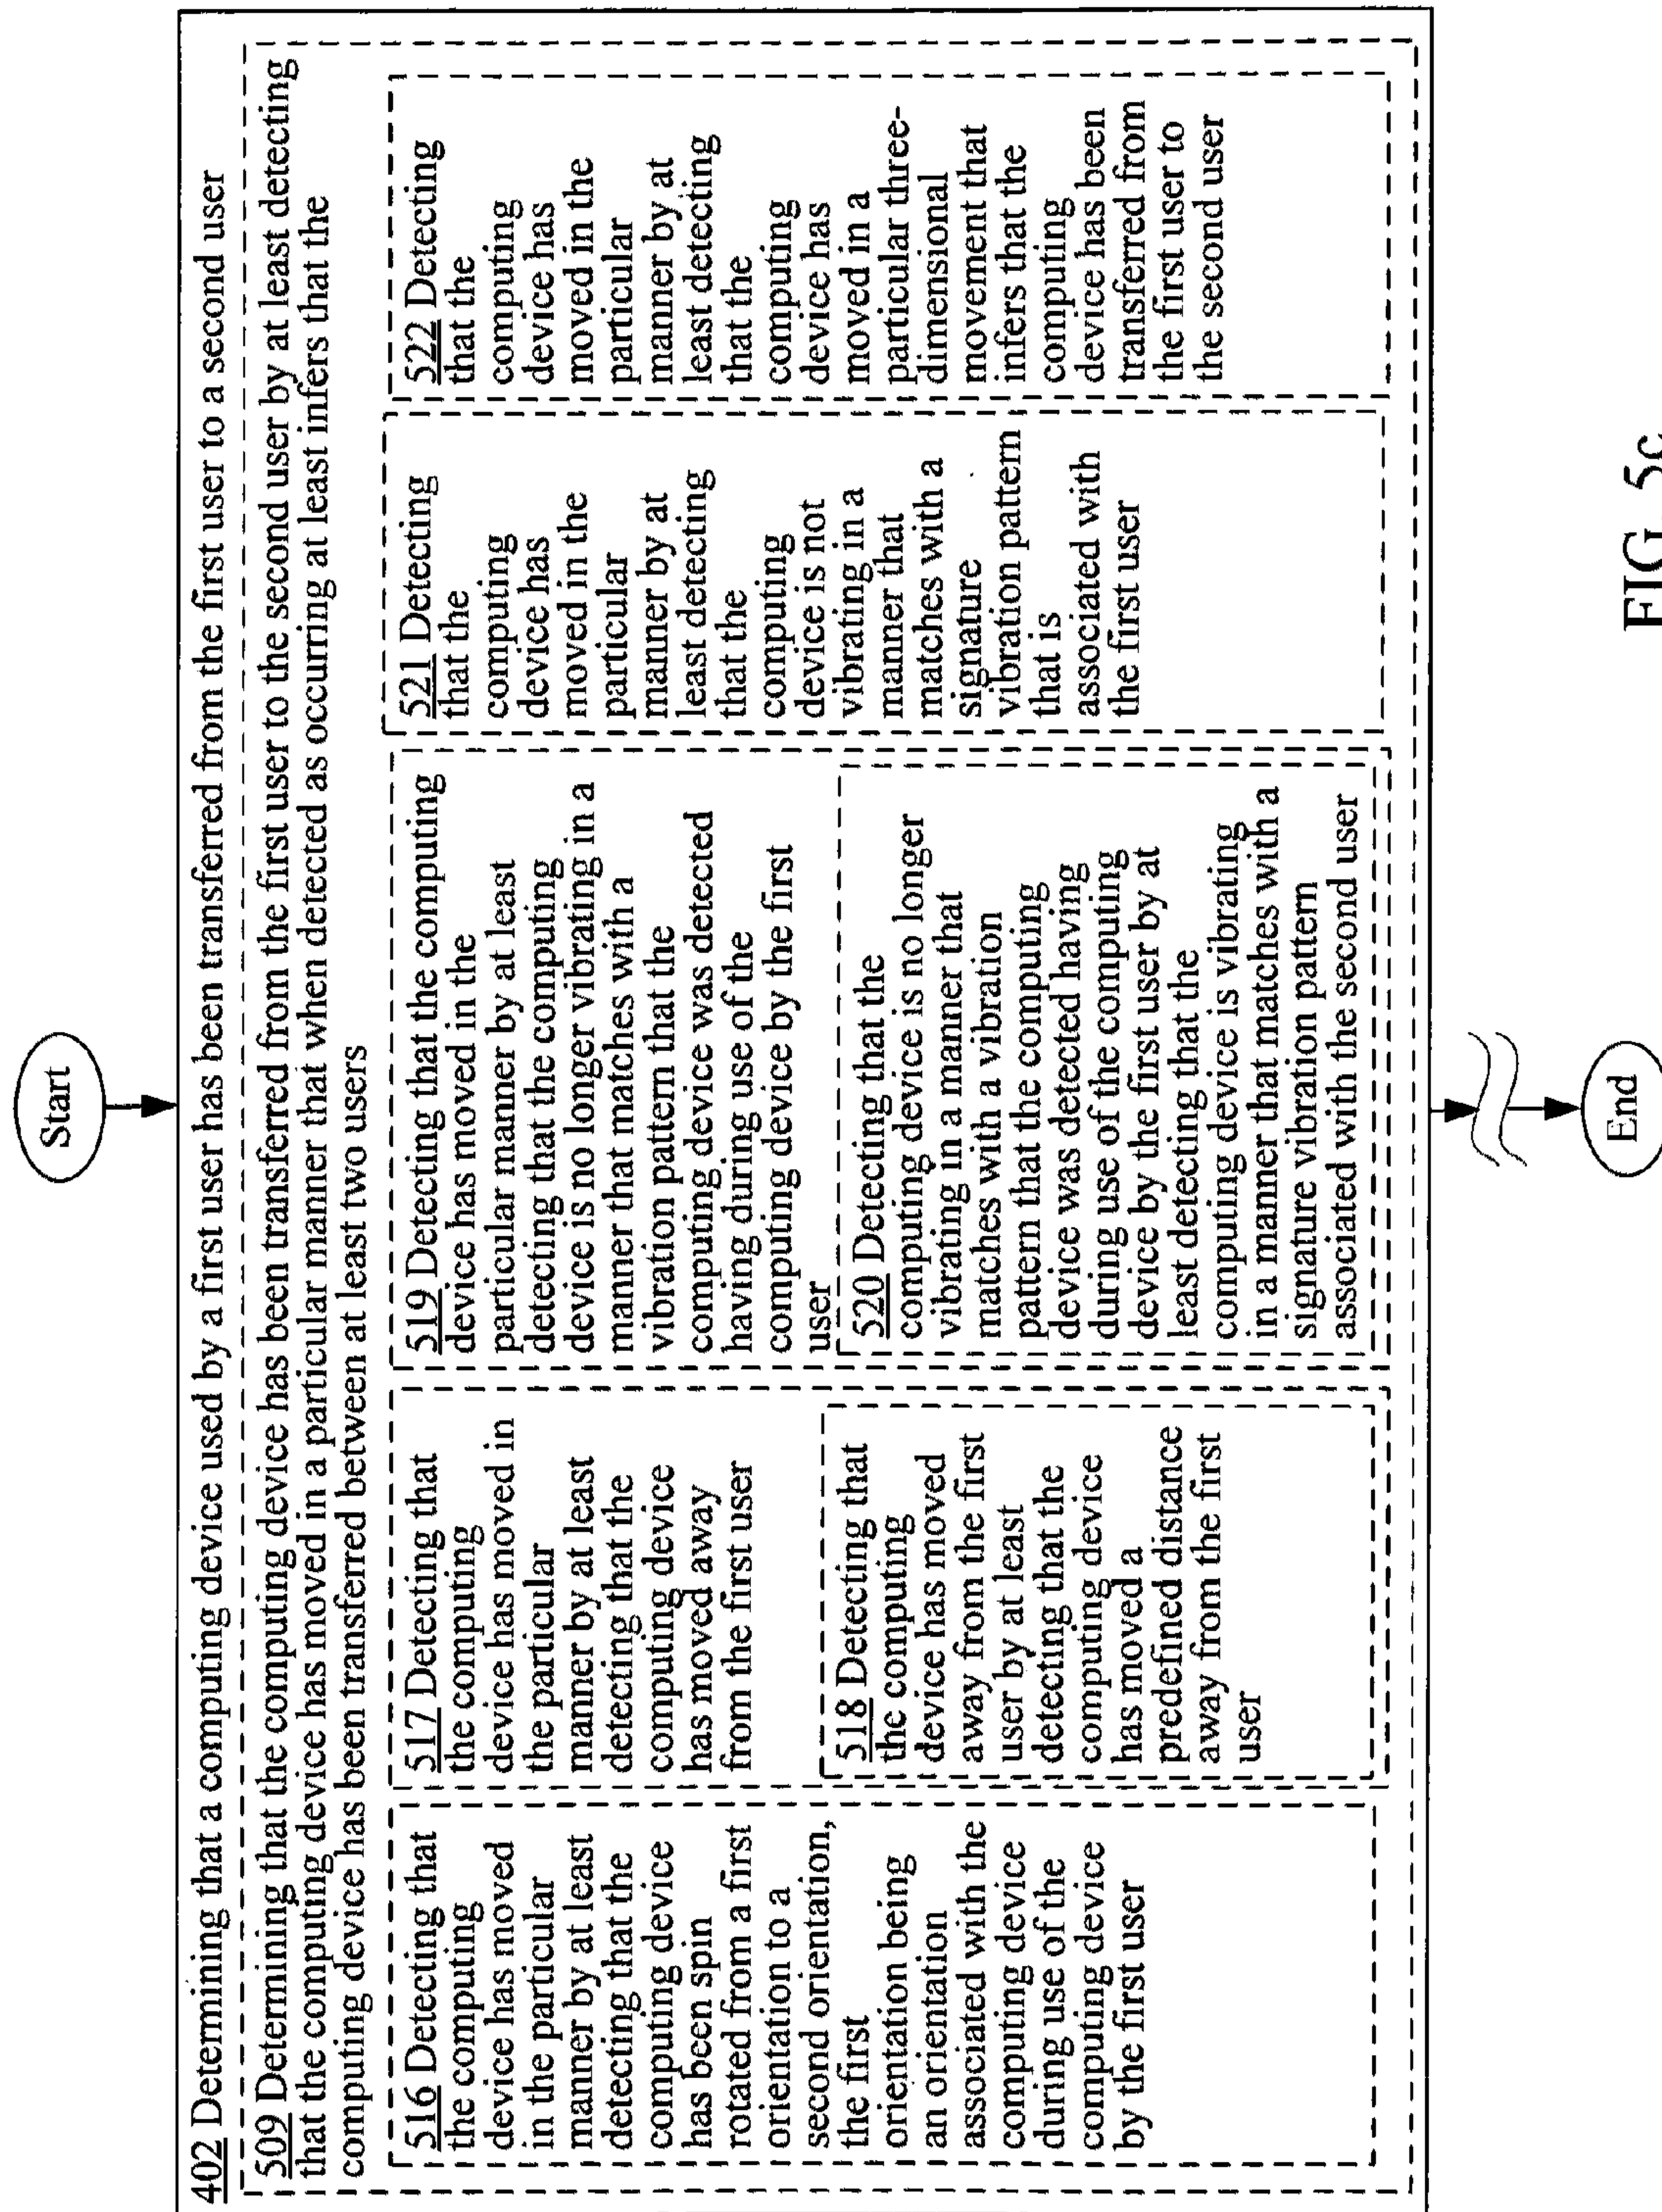 Start
402 Determining that a computing device used by a first user has been transferred from the first user to a second user
509 Determining that the computing device has been transferred from the first user to the second user by at least detecting
that the computing device has moved in a particular manner that when detected as occurring at least infers that the
computing device has been transferred between at least two users
516 Detecting that
the computing
device has moved
in the particular
manner by at least
detecting that the
computing device
has been spin
rotated from a first
orientation to a
second orientation,
the first
orientation being
an orientation
associated with the
computing device
during use of the
computing device
by the first user
517 Detecting that
the computing
device has moved in
the particular
manner by at least
detecting that the
computing device
has moved away
from the first user
518 Detecting that
the computing
device has moved
away from the first
user by at least
detecting that the
computing device
has moved a
predefined distance
away from the first
user
519 Detecting that the computing
device has moved in the
particular manner by at least
detecting that the computing
device is no longer vibrating in a
manner that matches with a
vibration pattern that the
computing device was detected
having during use of the
computing device by the first
user
520 Detecting that the
computing device is no longer
vibrating in a manner that
matches with a vibration
pattern that the computing
device was detected having
during use of the computing
device by the first user by at
least detecting that the
computing device is vibrating
in a manner that matches with a
signature vibration pattern
associated with the second user
521 Detecting
that the
computing
device has
moved in the
particular
manner by at
least detecting
that the
computing
device is not
vibrating in a
manner that
matches with a
signature
vibration pattern
that is
associated with
the first user
522 Detecting
that the
computing
device has
moved in the
particular
manner by at
least detecting
that the
computing
device has
moved in a
particular three-
dimensional
movement that
infers that the
computing
device has been
transferred from
the first user to
the second user
End
FIG. 5c